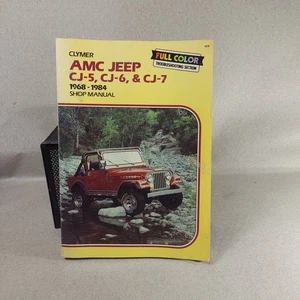 CLYMER
FULL COLOR
TROUBLESHOOTING SECTION
AMC JEEP
CJ-5, CJ-6, & CJ-7
1968 - 1984
SHOP MANUAL